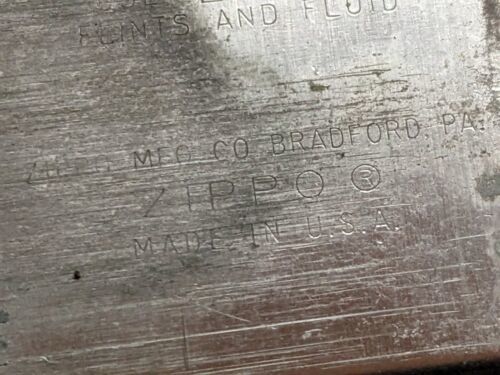 FLINTS AND FLUID
MFG CO BRADFORD. PA.
ZIPPO ®
MADE IN U.S.A.